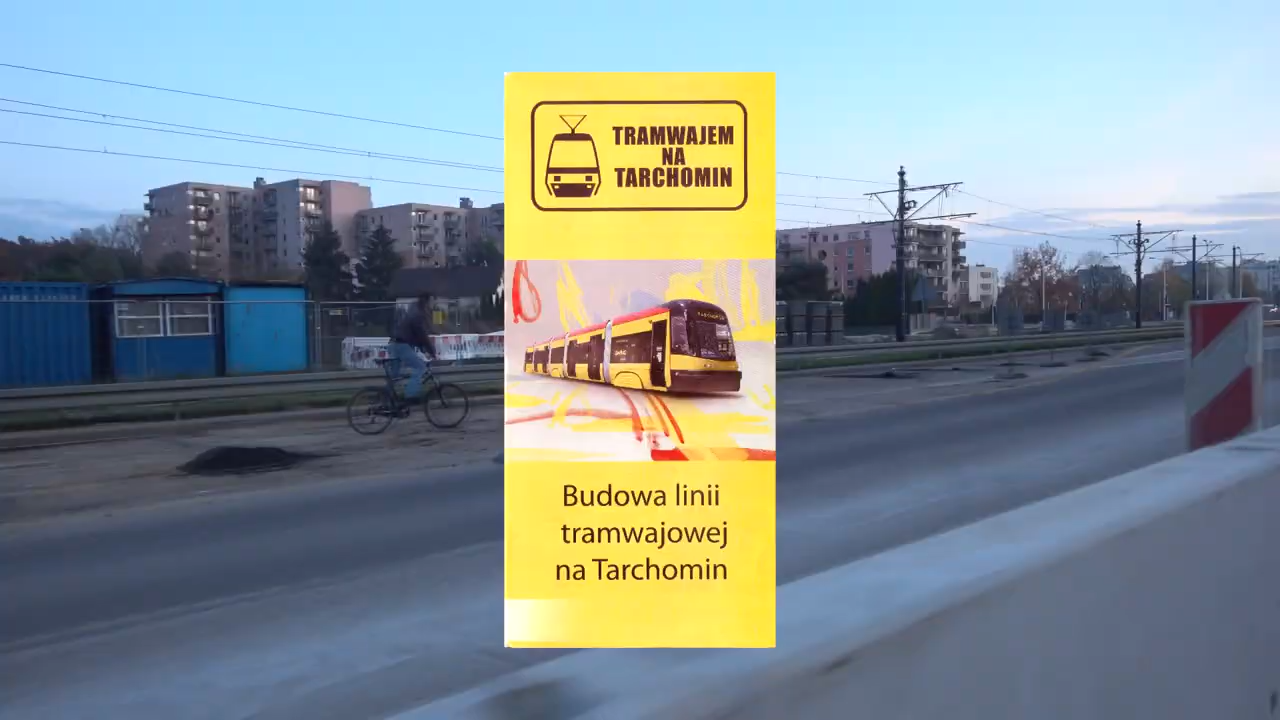 TRAMWAJEM
NA
TARCHOMIN
Budowa linii
tramwajowej
na Tarchomin